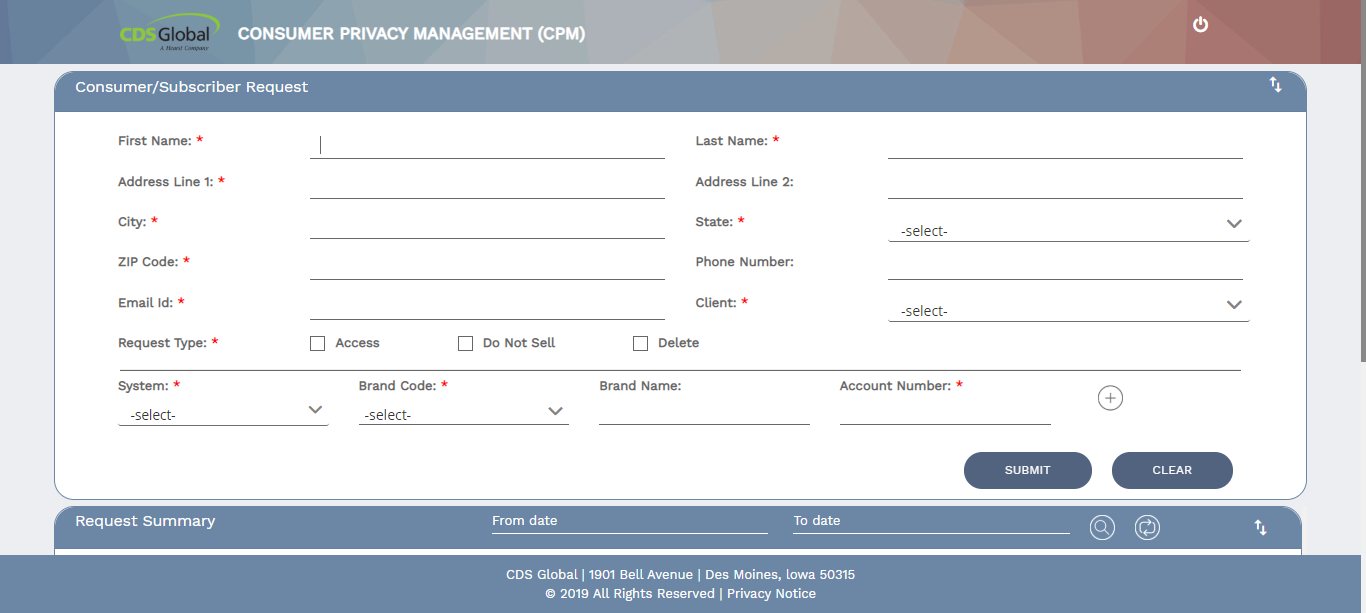 CDSGlobal
A Hearst Company
CONSUMER PRIVACY MANAGEMENT (CPM)
Consumer/Subscriber Request
First Name: *
Last Name: *
Address Line 1: *
Address Line 2:
City: *
State: *
-select-
ZIP Code: *
Phone Number:
Email Id: *
Client: *
-select-
Request Type: *
Access
Do Not Sell
Delete
System: *
Brand Code: *
Brand Name:
Account Number: *
-select-
-select-
SUBMIT
CLEAR
Request Summary
From date
To date
CDS Global | 1901 Bell Avenue | Des Moines, Iowa 50315
© 2019 All Rights Reserved | Privacy Notice